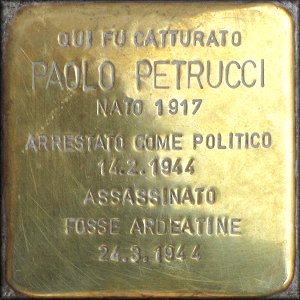 QUI FU CATTURATO
PAOLO PETRUCCI
NATO 1917
ARRESTATO COME POLITICO
14.2.1944
ASSASSINATO
FOSSE ARDEATINE
24.3.1944